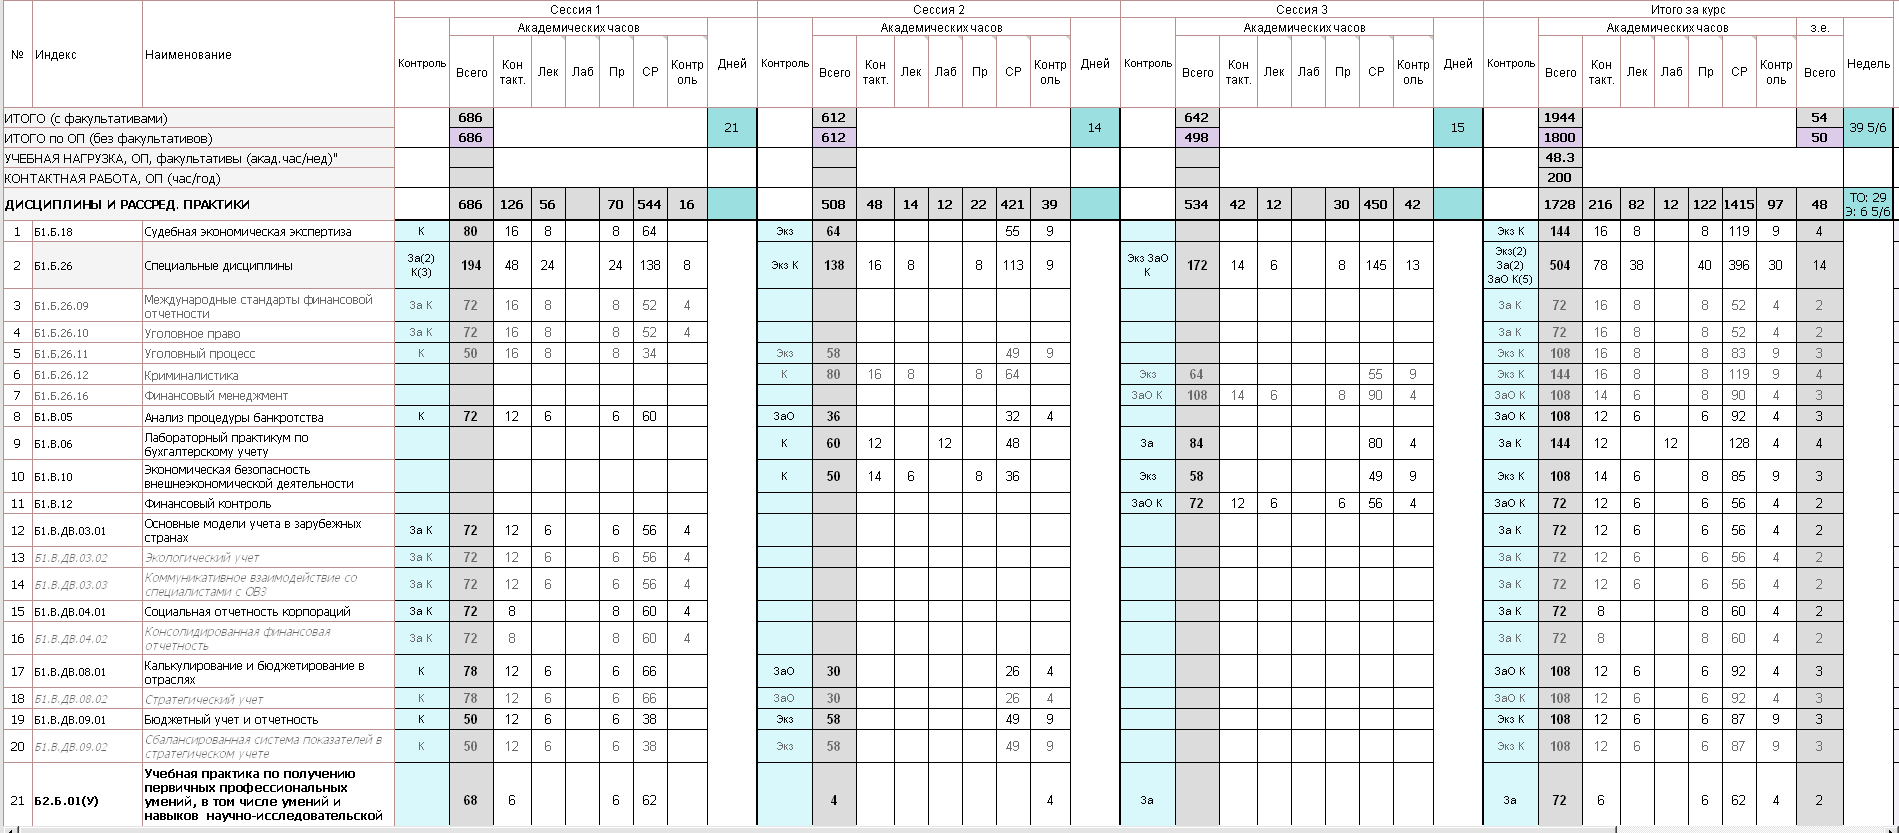 Сессия 1 Сессия 2 Сессия 3 Итого за курс
Академических часов Академических часов Академических часов Академических часов з.е.
№ Индекс Наименование Контроль Всего Кон такт. Лек Лаб Пр СР Контр оль Дней Контроль Всего Кон такт. Лек Лаб Пр СР Контр оль Дней Контроль Всего Кон такт. Лек Лаб Пр СР Контр оль Дней Контроль Всего Кон такт. Лек Лаб Пр СР Контр оль Всего Недель
ИТОГО (с факультативами) 686 21 612 14 642 15 1944 54 39 5/6
ИТОГО по ОП (без факультативов) 686 612 498 1800 50
УЧЕБНАЯ НАГРУЗКА, ОП, факультативы (акад.час/нед)" 48.3
КОНТАКТНАЯ РАБОТА, ОП (час/год) 200
ДИСЦИПЛИНЫ И РАССРЕД. ПРАКТИКИ 686 126 56 70 544 16 508 48 14 12 22 421 39 534 42 12 30 450 42 1728 216 82 12 122 1415 97 48 ТО: 29 Э: 6 5/6
1 Б1.Б.18 Судебная экономическая экспертиза К 80 16 8 8 64 Экз 64 55 9 Экз К 144 16 8 8 119 9 4
2 Б1.Б.26 Специальные дисциплины За(2) К(3) 194 48 24 24 138 8 Экз К 138 16 8 8 113 9 Экз ЗаО К 172 14 6 8 145 13 Экз(2) За(2) ЗаО К(5) 504 78 38 40 396 30 14
3 Б1.Б.26.09 Международные стандарты финансовой отчетности За К 72 16 8 8 52 4 За К 72 16 8 8 52 4 2
4 Б1.Б.26.10 Уголовное право За К 72 16 8 8 52 4 За К 72 16 8 8 52 4 2
5 Б1.Б.26.11 Уголовный процесс К 50 16 8 8 34 Экз 58 49 9 Экз К 108 16 8 8 83 9 3
6 Б1.Б.26.12 Криминалистика К 80 16 8 8 64 Экз 64 55 9 Экз К 144 16 8 8 119 9 4
7 Б1.Б.26.16 Финансовый менеджмент ЗаО К 108 14 6 8 90 4 ЗаО К 108 14 6 8 90 4 3
8 Б1.В.05 Анализ процедуры банкротства К 72 12 6 6 60 ЗаО 36 32 4 ЗаО К 108 12 6 6 92 4 3
9 Б1.В.06 Лабораторный практикум по бухгалтерскому учету К 60 12 12 48 За 84 80 4 За К 144 12 12 128 4 4
10 Б1.В.10 Экономическая безопасность внешнеэкономической деятельности К 50 14 6 8 36 Экз 58 49 9 Экз К 108 14 6 8 85 9 3
11 Б1.В.12 Финансовый контроль ЗаО К 72 12 6 6 56 4 ЗаО К 72 12 6 6 56 4 2
12 Б1.В.ДВ.03.01 Основные модели учета в зарубежных странах За К 72 12 6 6 56 4 За К 72 12 6 6 56 4 2
13 Б1.В.ДВ.03.02 Экологический учет За К 72 12 6 6 56 4 За К 72 12 6 6 56 4 2
14 Б1.В.ДВ.03.03 Коммуникативное взаимодействие со специалистами с ОВЗ За К 72 12 6 6 56 4 За К 72 12 6 6 56 4 2
15 Б1.В.ДВ.04.01 Социальная отчетность корпораций За К 72 8 8 60 4 За К 72 8 8 60 4 2
16 Б1.В.ДВ.04.02 Консолидированная финансовая отчетность За К 72 8 8 60 4 За К 72 8 8 60 4 2
17 Б1.В.ДВ.08.01 Калькулирование и бюджетирование в отраслях К 78 12 6 6 66 ЗаО 30 26 4 ЗаО К 108 12 6 6 92 4 3
18 Б1.В.ДВ.08.02 Стратегический учет К 78 12 6 6 66 ЗаО 30 26 4 ЗаО К 108 12 6 6 92 4 3
19 Б1.В.ДВ.09.01 Бюджетный учет и отчетность К 50 12 6 6 38 Экз 58 49 9 Экз К 108 12 6 6 87 9 3
20 Б1.В.ДВ.09.02 Сбалансированная система показателей в стратегическом учете К 50 12 6 6 38 Экз 58 49 9 Экз К 108 12 6 6 87 9 3
21 Б2.Б.01(У) Учебная практика по получению первичных профессиональных умений, в том числе умений и навыков научно-исследовательской 68 6 6 62 4 4 За За 72 6 6 62 4 2